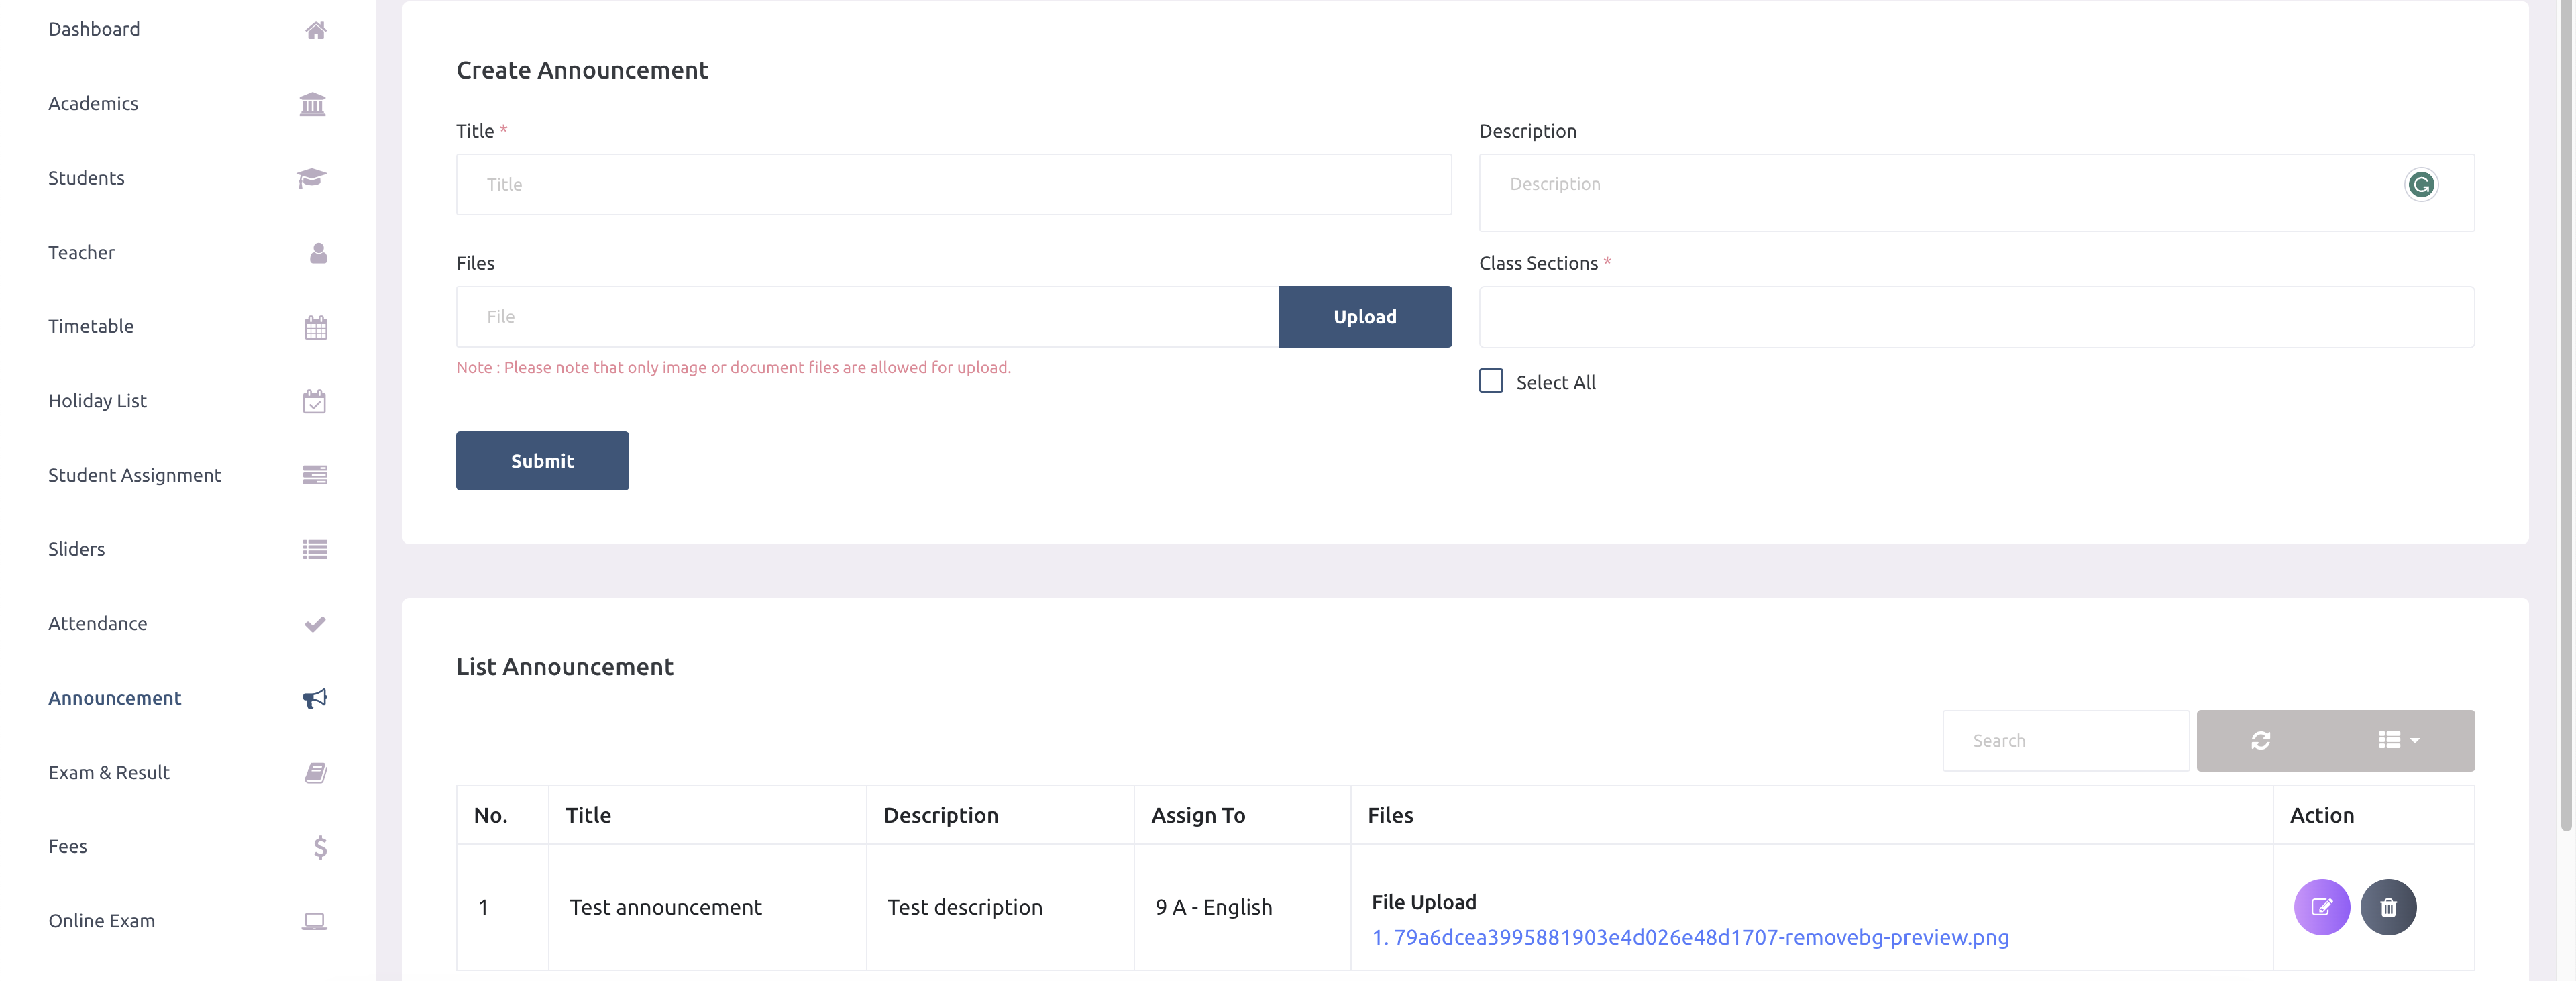 Dashboard
Academics
Students
Teacher
Timetable
Holiday List
Student Assignment
Sliders
Attendance
Announcement
Exam & Result
Fees
Online Exam
Create Announcement
Title *
Title
Description
Description
Files
File
Upload
Note : Please note that only image or document files are allowed for upload.
Class Sections *
Select All
Submit
List Announcement
Search
No. Title Description Assign To Files Action
1 Test announcement Test description 9 A - English
File Upload
1. 79a6dcea3995881903e4d026e48d1707-removebg-preview.png